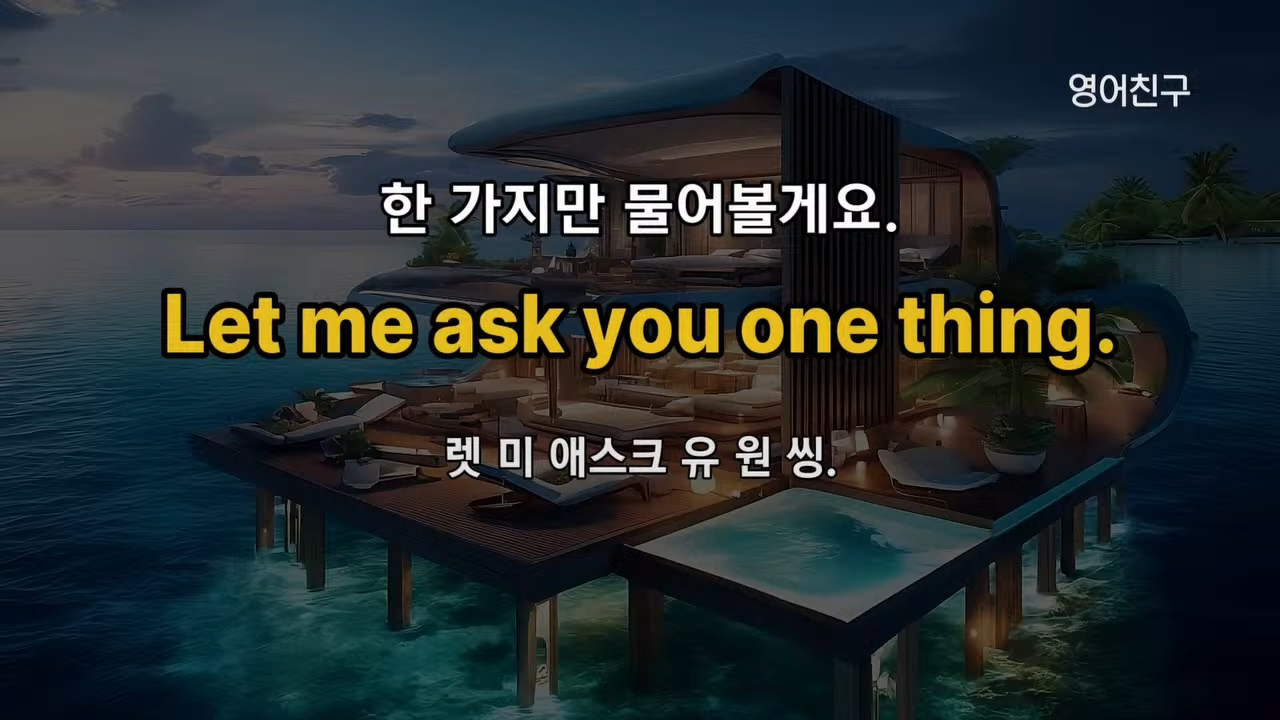 영어친구
한 가지만 물어볼게요.
Let me ask you one thing.
렛 미 애스크 유 원 씽.